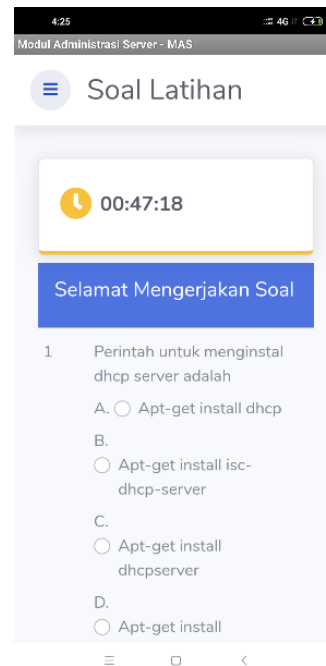 4:25
4G
Modul Administrasi Server - MAS
Soal Latihan
00:47:18
Selamat Mengerjakan Soal
1 Perintah untuk menginstal
dhcp server adalah
A. Apt-get install dhcp
B.
Apt-get install isc-
dhcp-server
C.
Apt-get install
dhcpserver
D.
Apt-get install